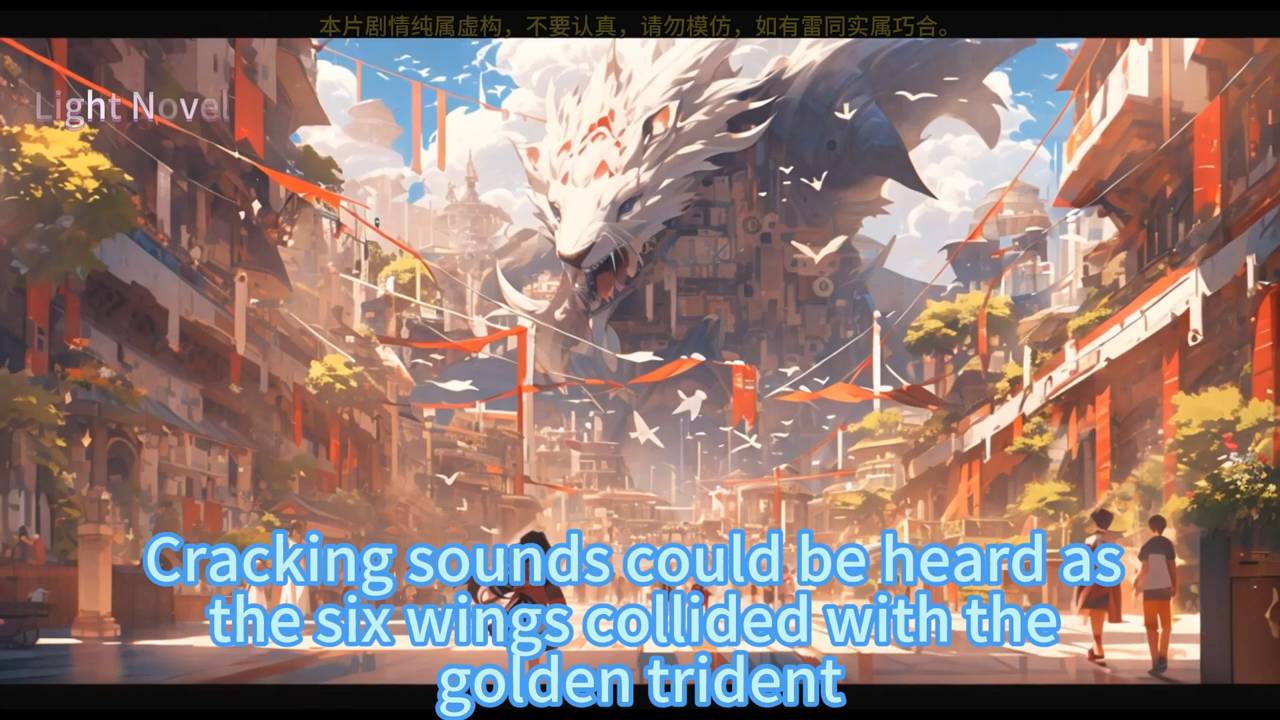 本片剧情纯属虚构，不要认真，请勿模仿，如有雷同实属巧合。
Light Novel
Cracking sounds could be heard as
the six wings collided with the
golden trident